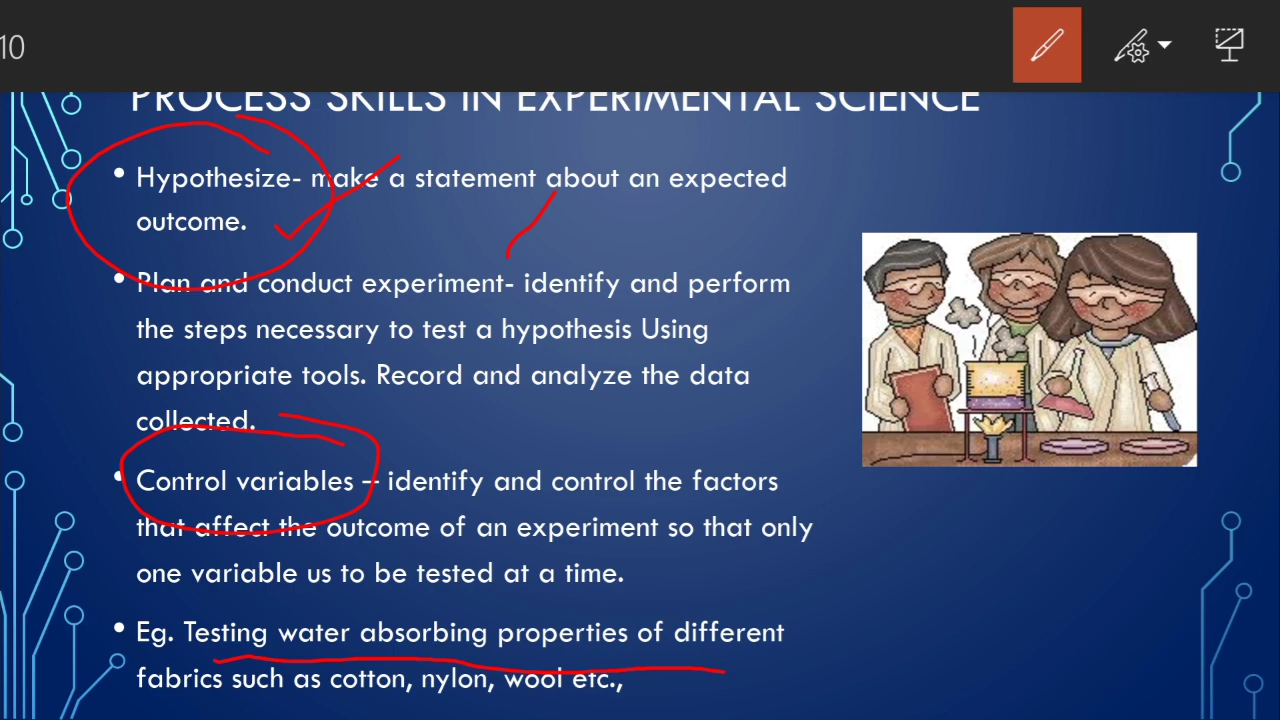 10
PROCESS SKILLS IN EXPERIMENTAL SCIENCE
• Hypothesize- make a statement about an expected
outcome.
• Plan and conduct experiment- identify and perform
the steps necessary to test a hypothesis Using
appropriate tools. Record and analyze the data
collected.
• Control variables – identify and control the factors
that affect the outcome of an experiment so that only
one variable us to be tested at a time.
• Eg. Testing water absorbing properties of different
fabrics such as cotton, nylon, wool etc.,